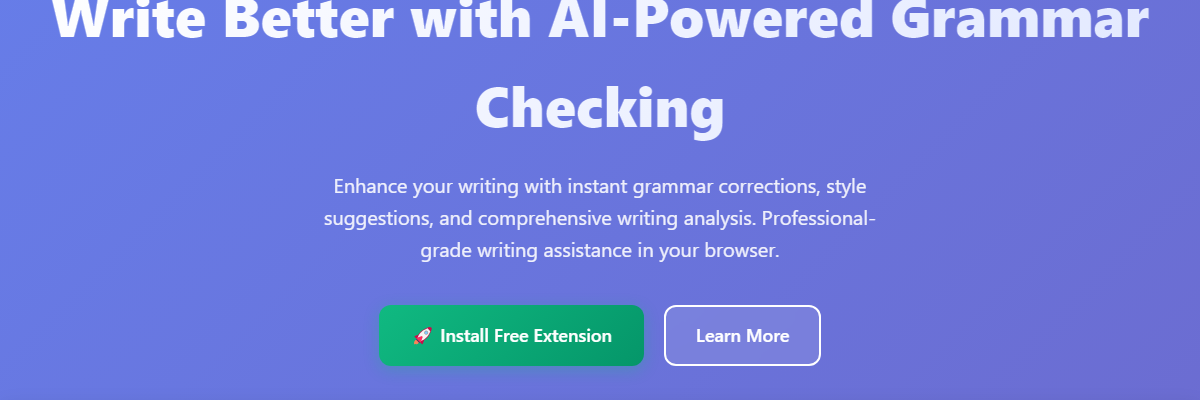 Write Better with AI-Powered Grammar
Checking
Enhance your writing with instant grammar corrections, style
suggestions, and comprehensive writing analysis. Professional-
grade writing assistance in your browser.
🚀 Install Free Extension
Learn More